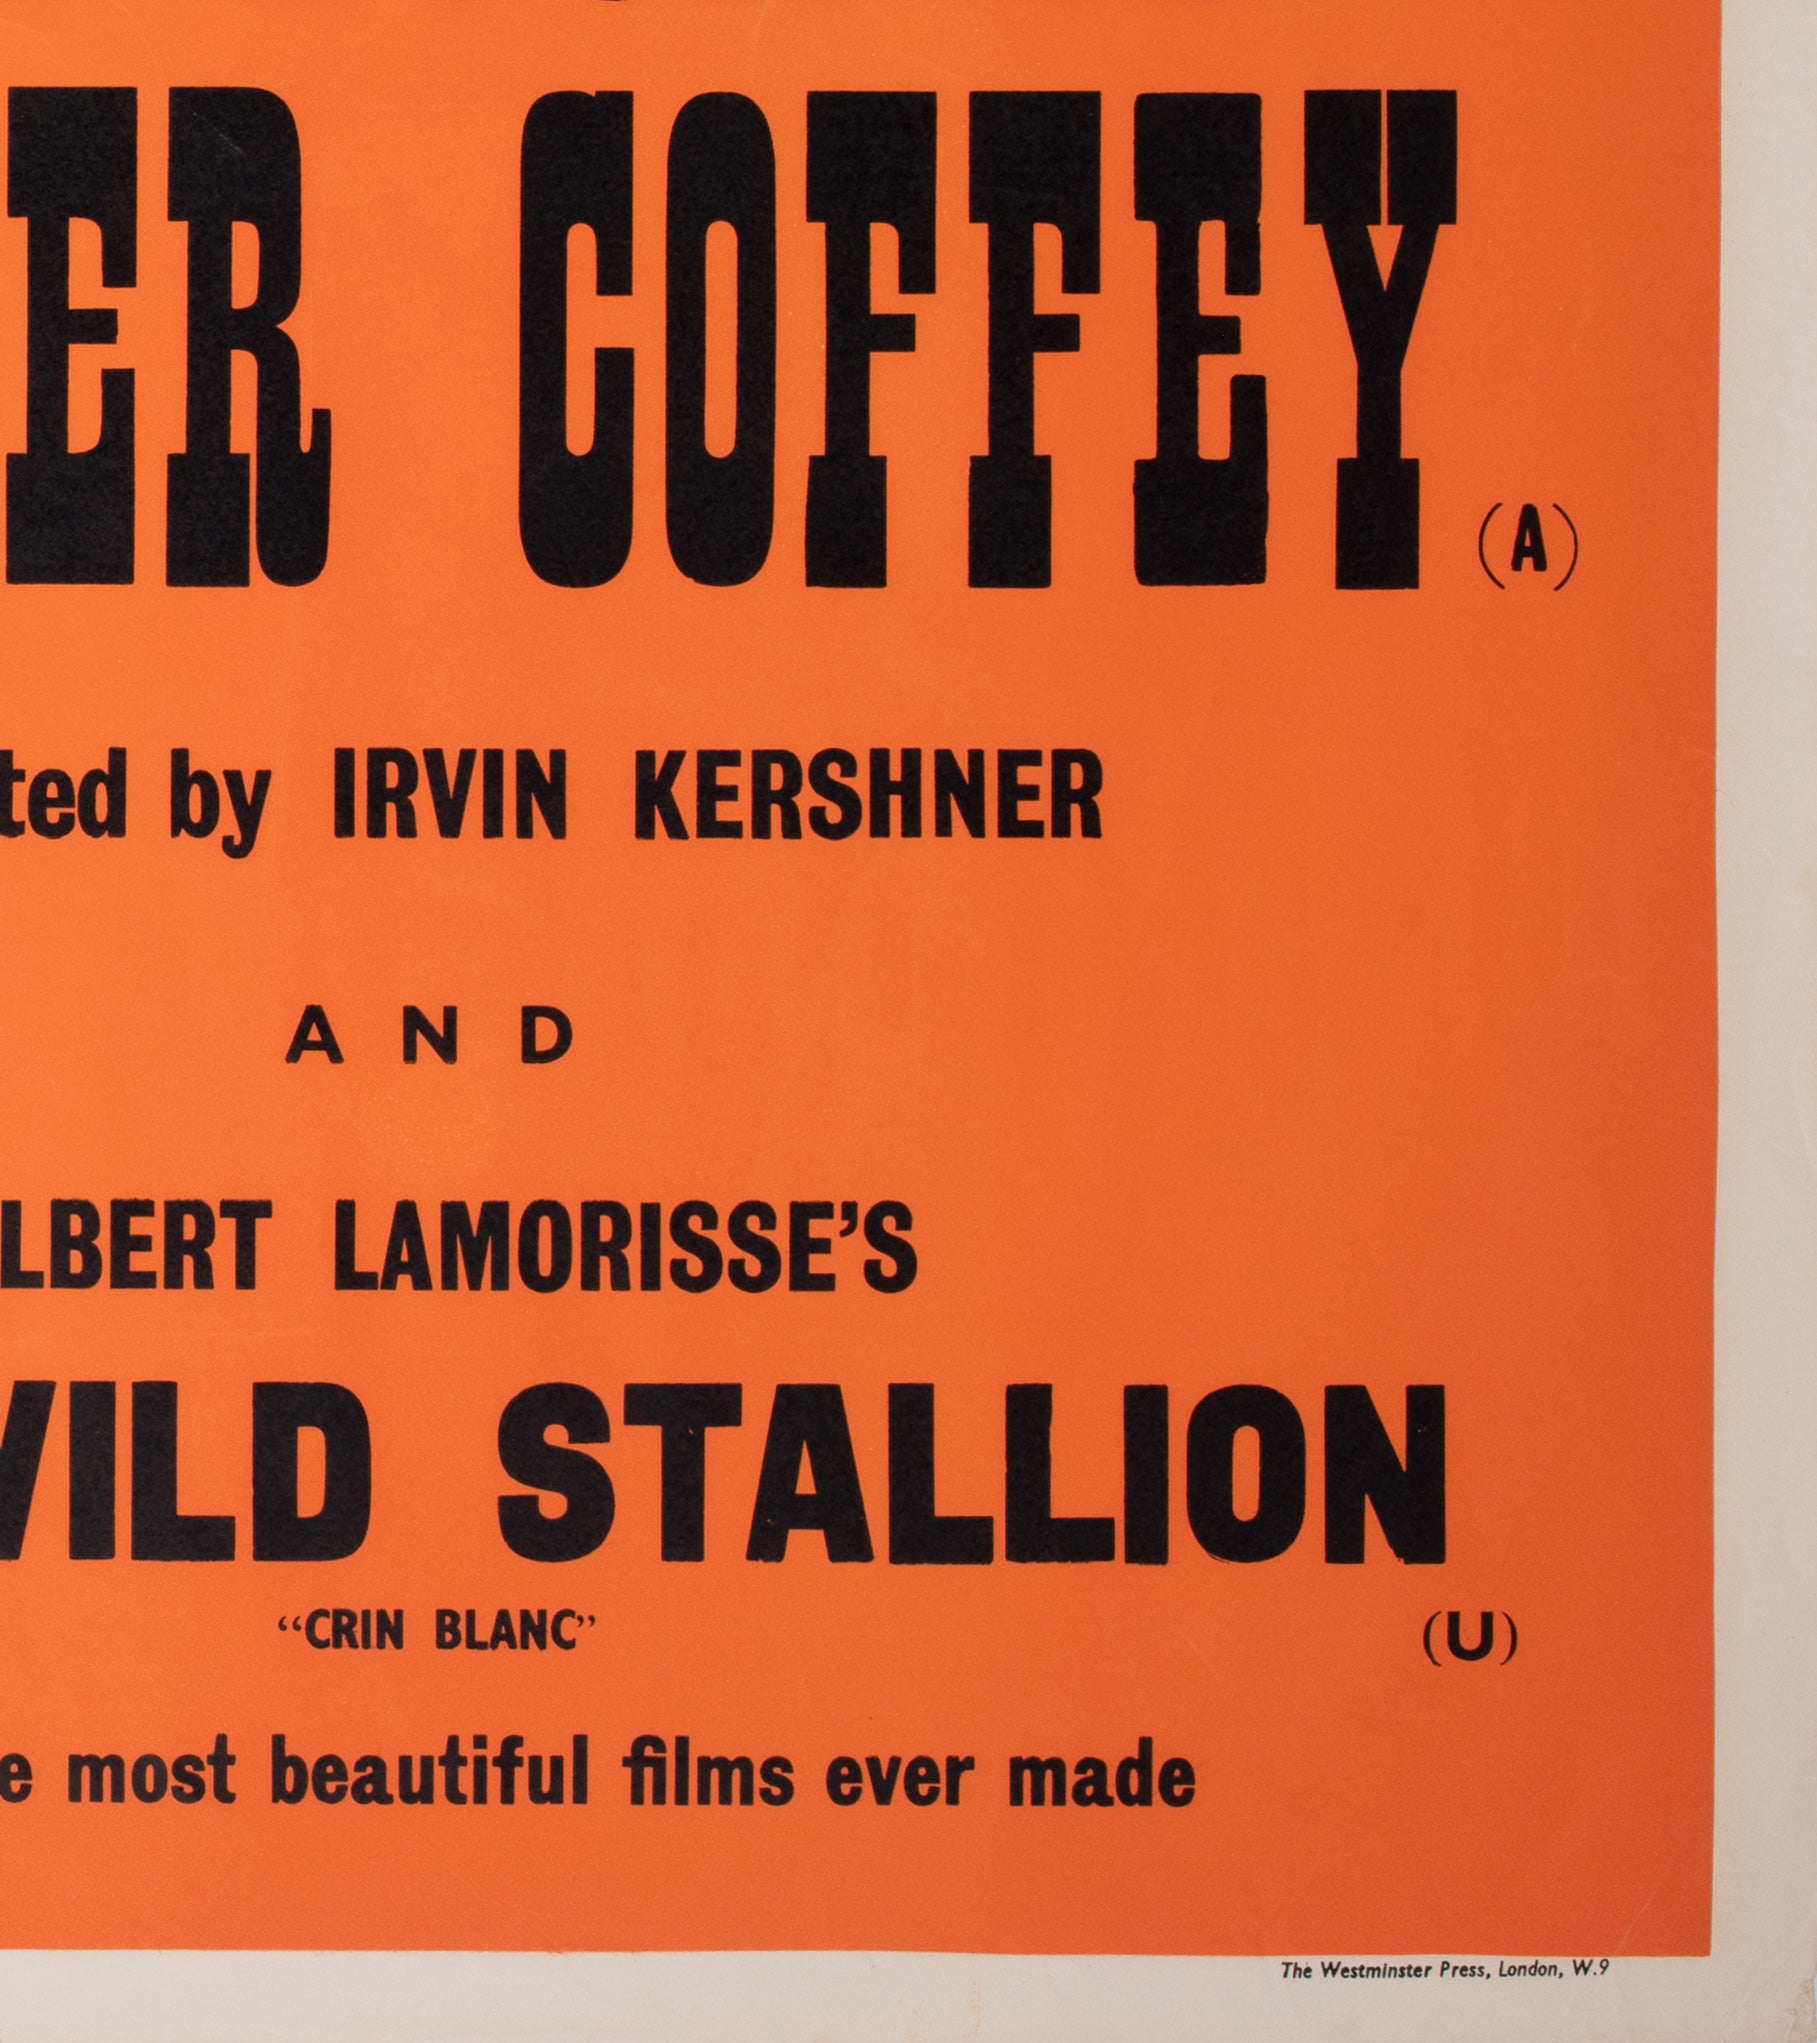 ER COFFEY (A)
ted by IRVIN KERSHNER
AND
LBERT LAMORISSE’S
WILD STALLION
“CRIN BLANC” (U)
e most beautiful films ever made
The Westminster Press, London, W.9